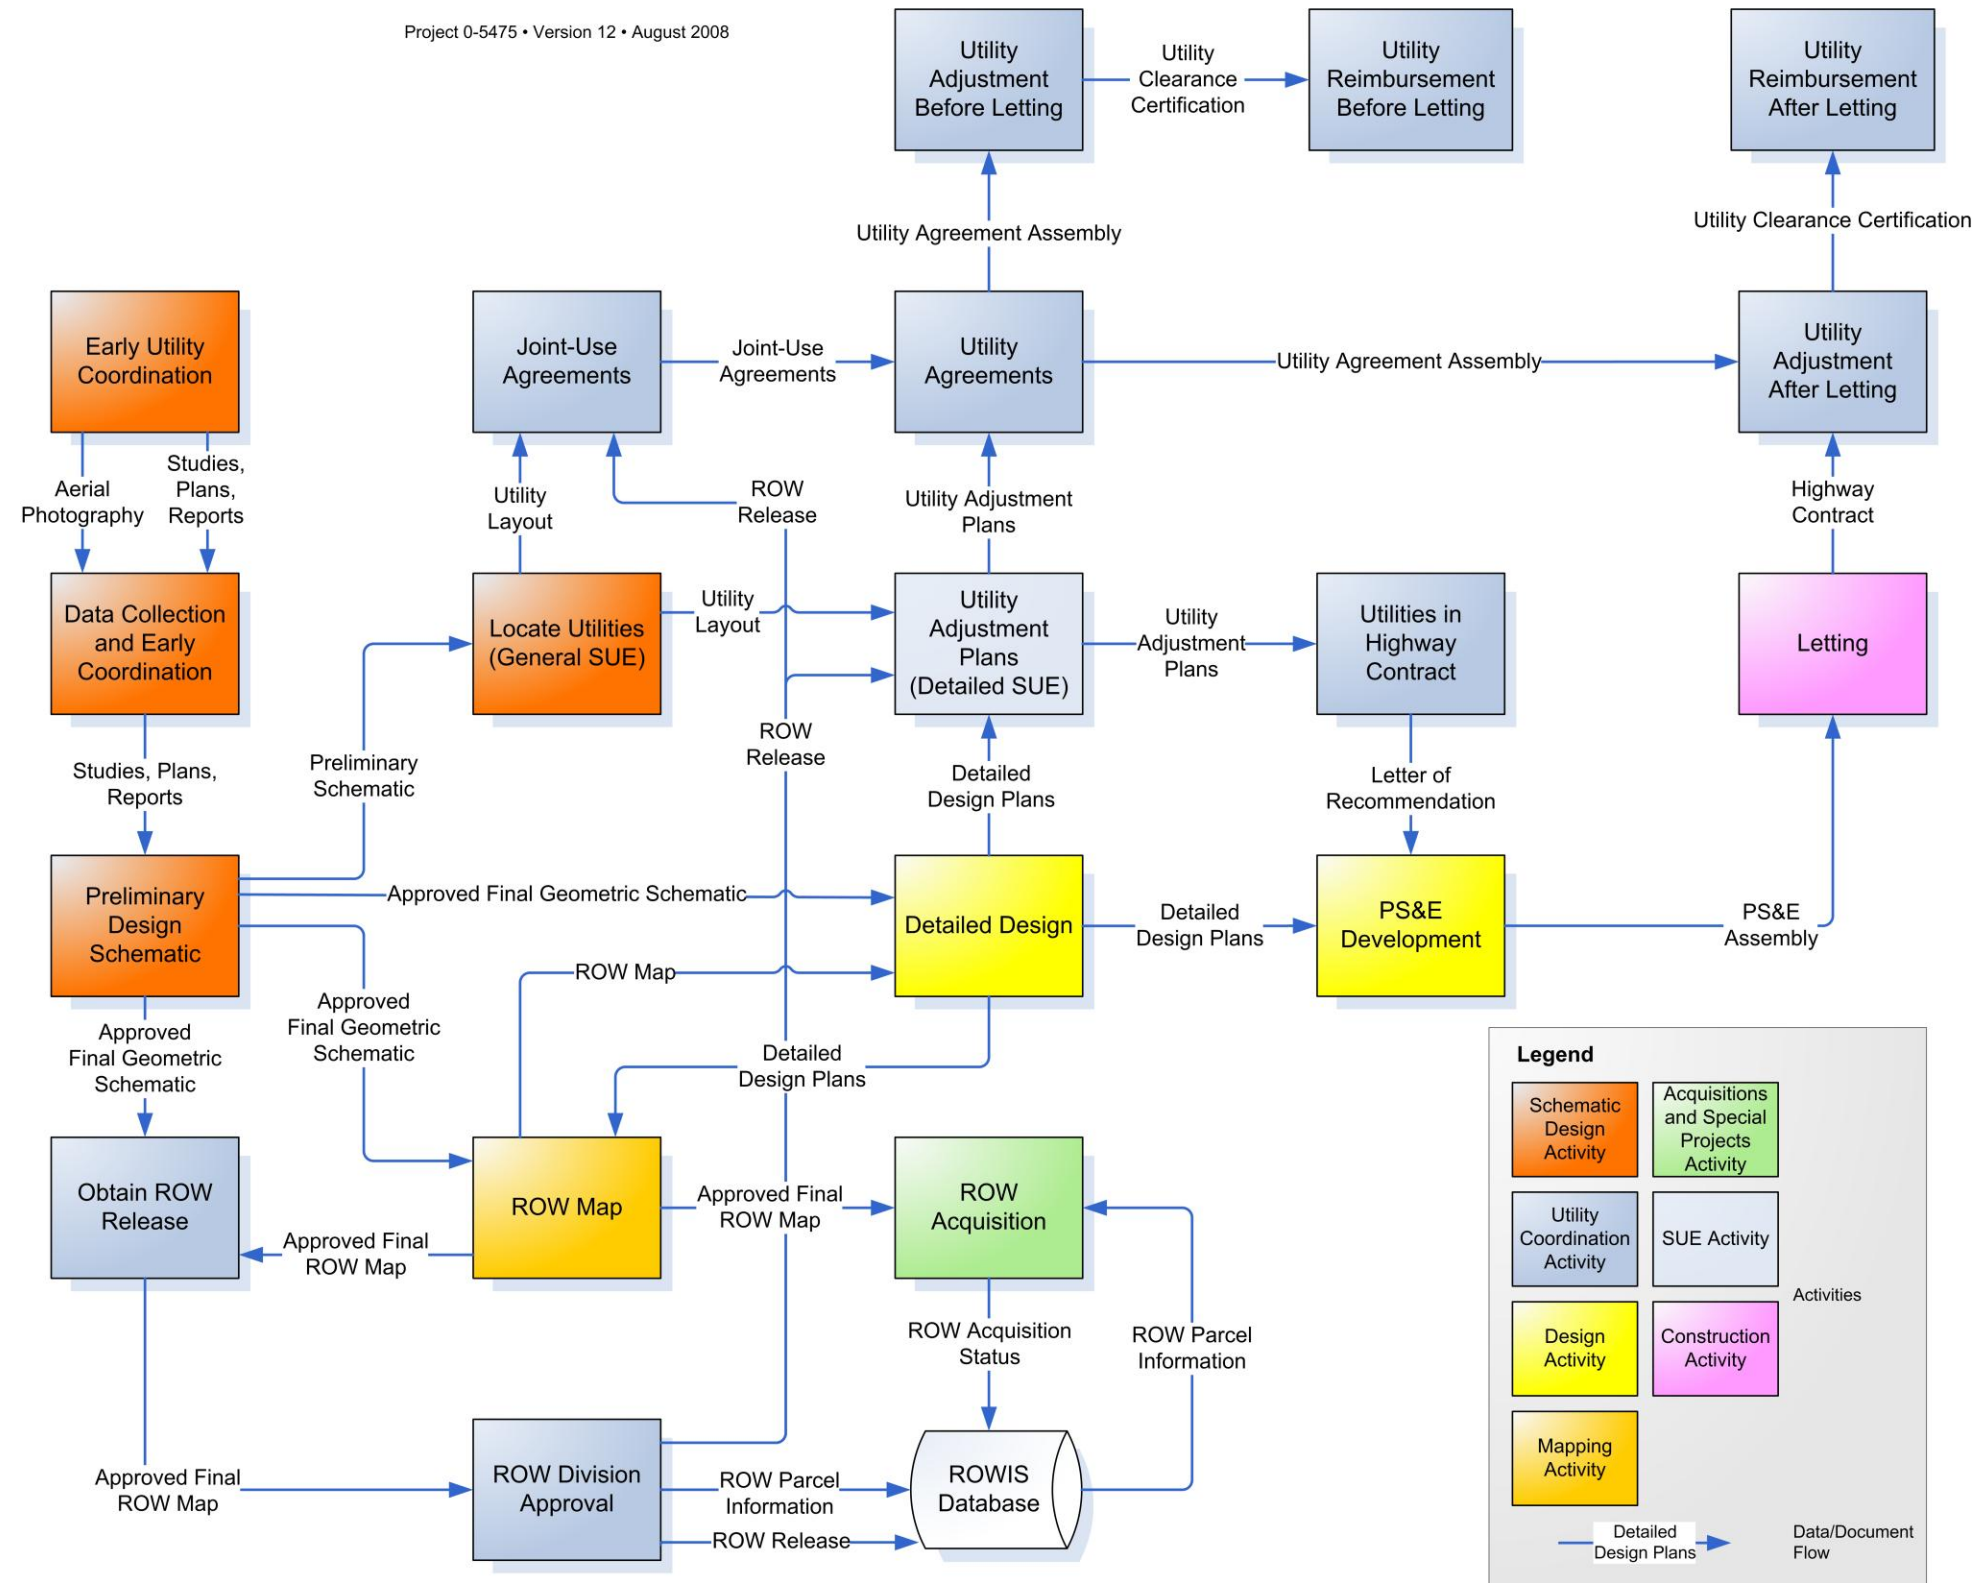 Project 0-5475 • Version 12 • August 2008
Utility
Adjustment
Before Letting
Utility
Clearance
Certification
Utility
Reimbursement
Before Letting
Utility
Reimbursement
After Letting
Utility Agreement Assembly
Utility Clearance Certification
Early Utility
Coordination
Joint-Use
Agreements
Joint-Use
Agreements
Utility
Agreements
Utility Agreement Assembly
Utility
Adjustment
After Letting
Aerial
Photography
Studies,
Plans,
Reports
Utility
Layout
ROW
Release
Utility Adjustment
Plans
Highway
Contract
Data Collection
and Early
Coordination
Locate Utilities
(General SUE)
Utility
Layout
Utility
Adjustment
Plans
(Detailed SUE)
Utility
Adjustment
Plans
Utilities in
Highway
Contract
Letting
Studies, Plans,
Reports
Preliminary
Schematic
ROW
Release
Detailed
Design Plans
Letter of
Recommendation
Preliminary
Design
Schematic
Approved Final Geometric Schematic
Detailed Design
Detailed
Design Plans
PS&E
Development
PS&E
Assembly
ROW Map
Approved
Final Geometric
Schematic
Approved
Final Geometric
Schematic
Detailed
Design Plans
Obtain ROW
Release
Approved Final
ROW Map
ROW Map
Approved Final
ROW Map
ROW
Acquisition
ROW Acquisition
Status
ROW Parcel
Information
Approved Final
ROW Map
ROW Division
Approval
ROW Parcel
Information
ROW Release
ROWIS
Database
Legend
Schematic
Design
Activity
Acquisitions
and Special
Projects
Activity
Utility
Coordination
Activity
SUE Activity
Activities
Design
Activity
Construction
Activity
Mapping
Activity
Detailed
Design Plans
Data/Document
Flow